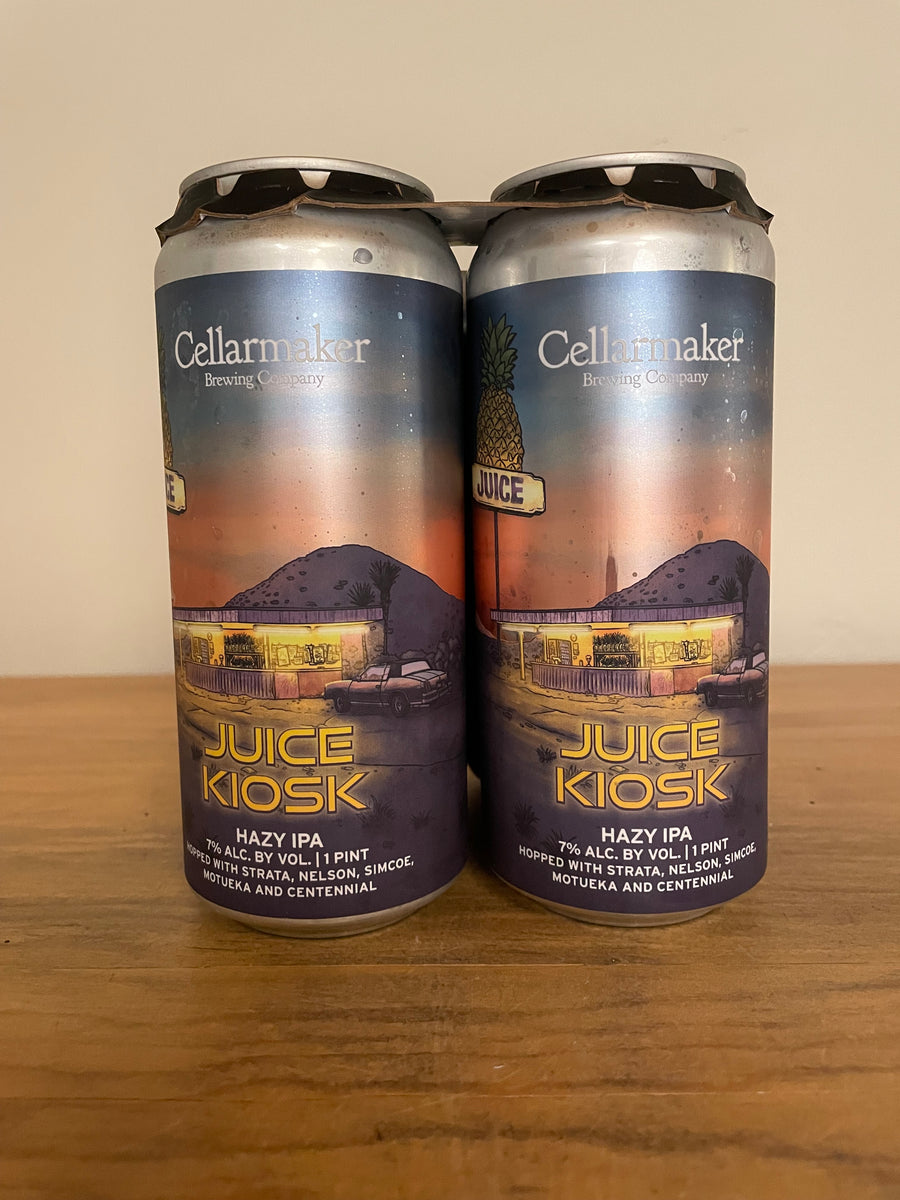 Cellarmaker
Brewing Company
CE
JUICE
KIOSK
HAZY IPA
7% ALC. BY VOL. | 1 PINT
HOPPED WITH STRATA, NELSON, SIMCOE,
MOTUEKA AND CENTENNIAL
Cellarmaker
Brewing Company
JUICE
JUICE
KIOSK
HAZY IPA
7% ALC. BY VOL. | 1 PINT
HOPPED WITH STRATA, NELSON, SIMCOE,
MOTUEKA AND CENTENNIAL